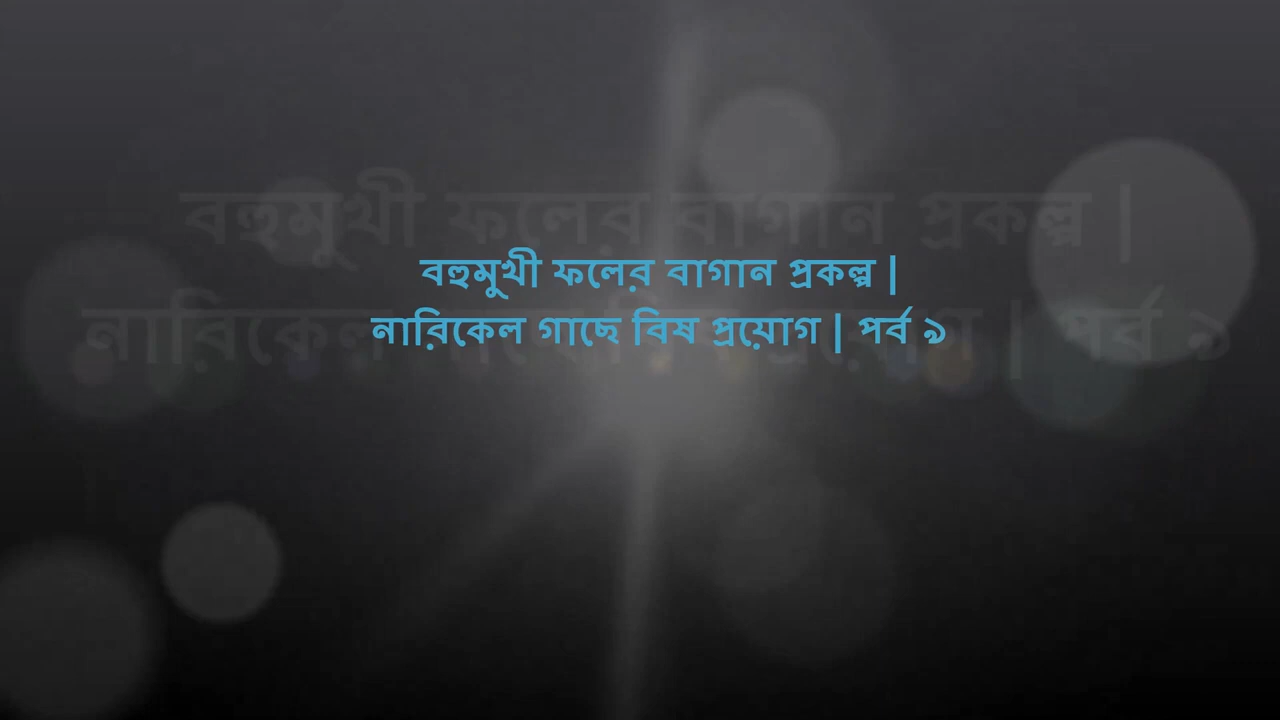 বহুমুখী ফলের বাগান প্রকল্প |
নারিকেল গাছে বিষ প্রয়োগ | পর্ব ৯